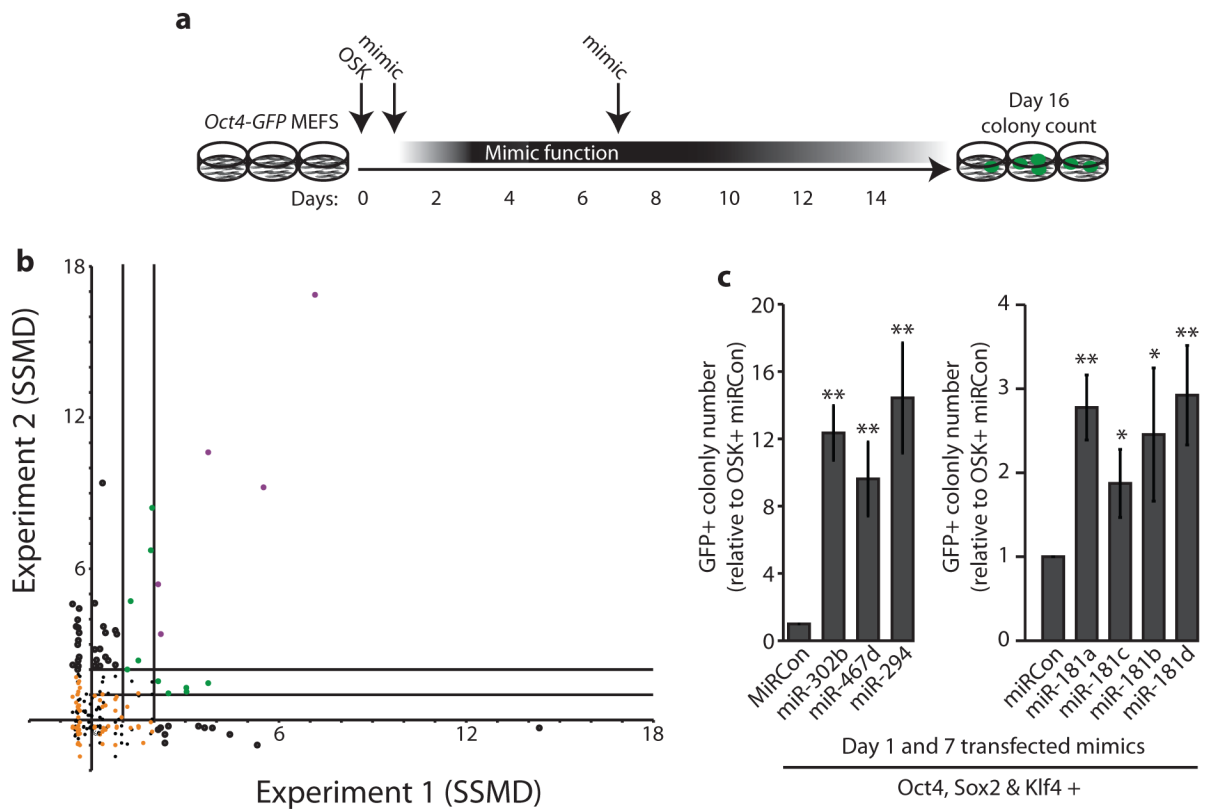 a
OSK
mimic
mimic
Oct4-GFP MEFS
Day 16
colony count
Mimic function
Days: 0 2 4 6 8 10 12 14
b
Experiment 2 (SSMD)
18
12
6
6 12 18
Experiment 1 (SSMD)
c
GFP+ colonly number
(relative to OSK+ miRCon)
20
16
12
8
4
0
** ** **
MiRCon miR-302b miR-467d miR-294
GFP+ colony number
(relative to OSK+ miRCon)
4
3
2
1
0
** * * **
miRCon miR-181a miR-181c miR-181b miR-181d
Day 1 and 7 transfected mimics
Oct4, Sox2 & Klf4 +